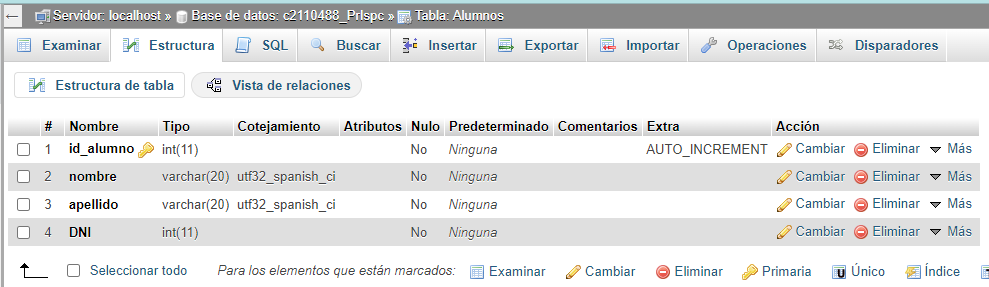 Servidor: localhost » Base de datos: c2110488_Prlspc » Tabla: Alumnos
Examinar Estructura SQL Buscar Insertar Exportar Importar Operaciones Disparadores
Estructura de tabla Vista de relaciones
# Nombre Tipo Cotejamiento Atributos Nulo Predeterminado Comentarios Extra Acción
1 id_alumno int(11) No Ninguna AUTO_INCREMENT Cambiar Eliminar Más
2 nombre varchar(20) utf32_spanish_ci No Ninguna Cambiar Eliminar Más
3 apellido varchar(20) utf32_spanish_ci No Ninguna Cambiar Eliminar Más
4 DNI int(11) No Ninguna Cambiar Eliminar Más
Seleccionar todo Para los elementos que están marcados: Examinar Cambiar Eliminar Primaria Único Índice